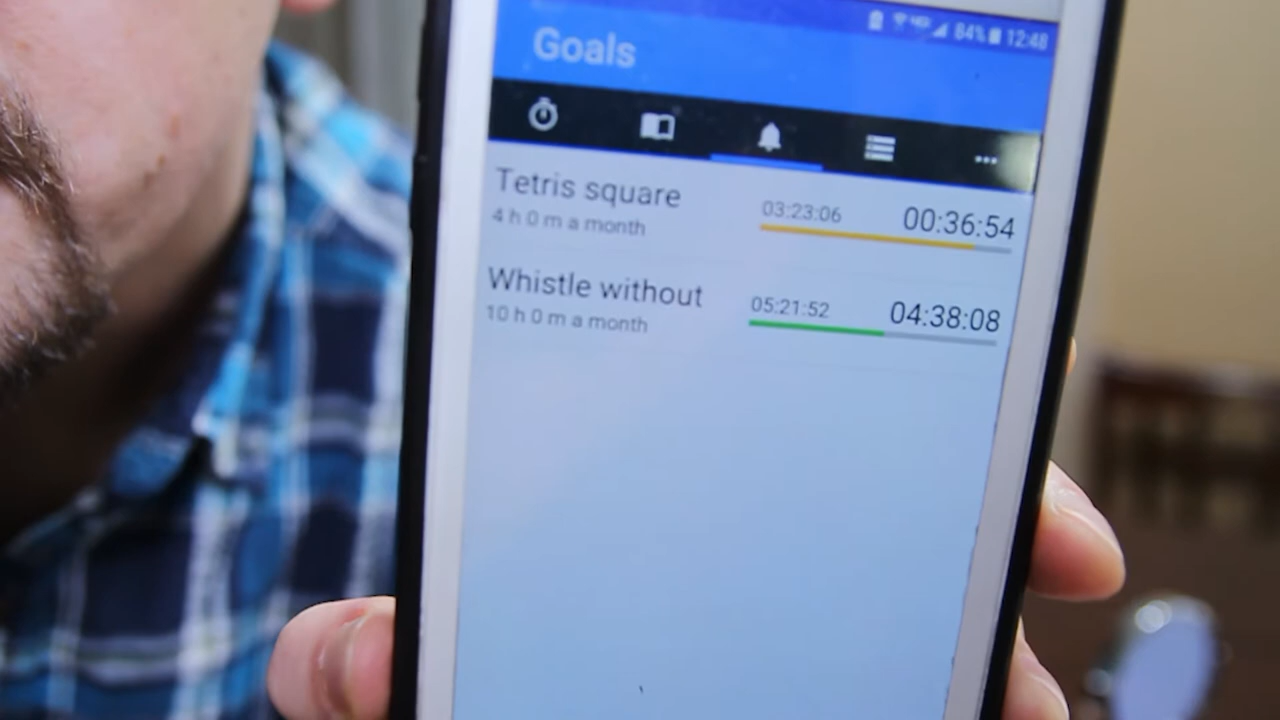 84% 12:48
Goals
Tetris square
4 h 0 m a month
03:23:06
00:36:54
Whistle without
10 h 0 m a month
05:21:52
04:38:08